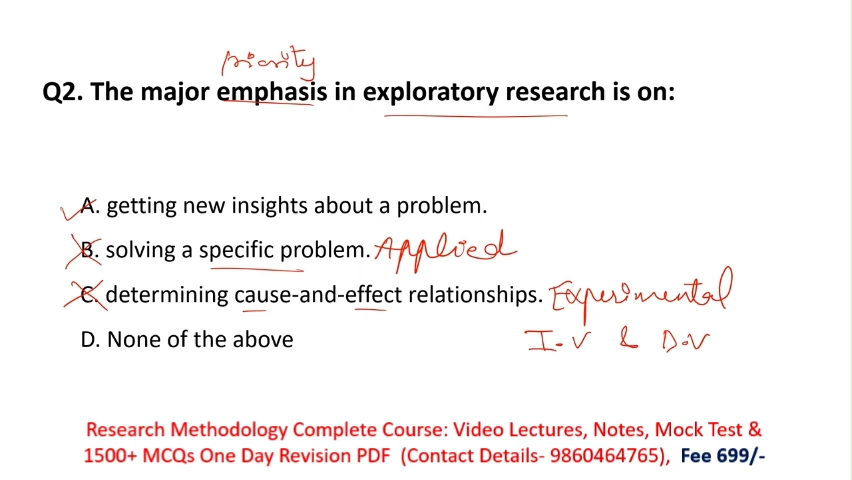 priority
Q2. The major emphasis in exploratory research is on:
A. getting new insights about a problem.
B. solving a specific problem. Applied
C. determining cause-and-effect relationships. Experimental
D. None of the above I.V & D.V
Research Methodology Complete Course: Video Lectures, Notes, Mock Test &
1500+ MCQs One Day Revision PDF (Contact Details- 9860464765), Fee 699/-